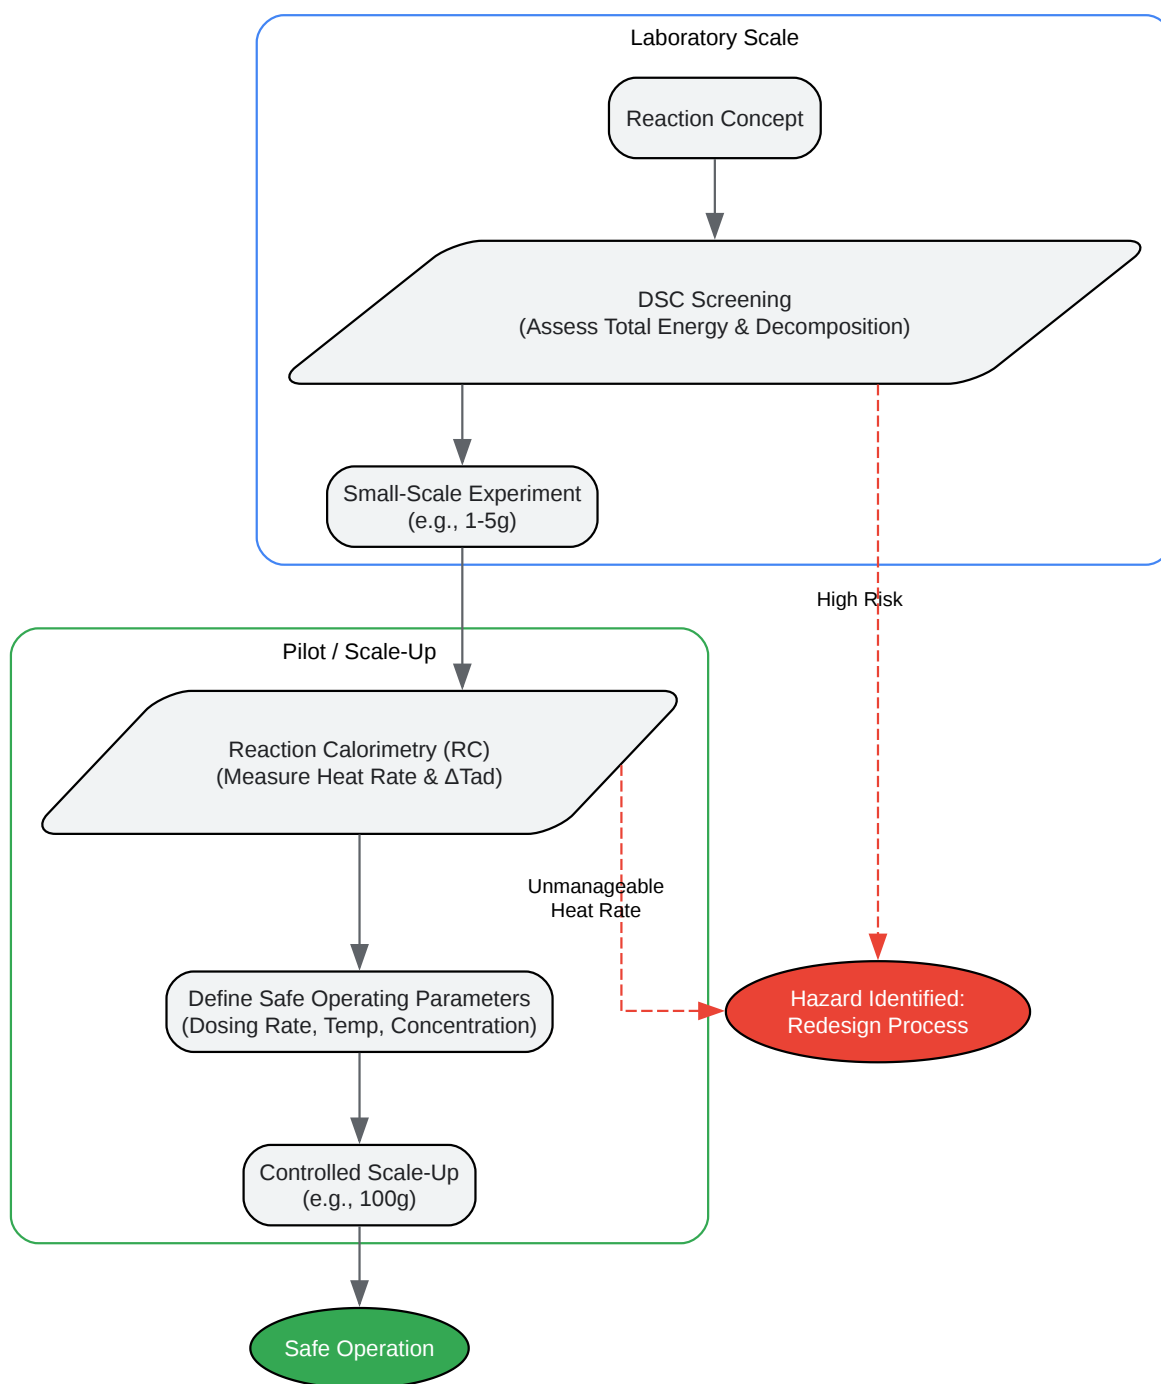 Laboratory Scale
Reaction Concept
DSC Screening
(Assess Total Energy & Decomposition)
Small-Scale Experiment
(e.g., 1-5g)
High Risk
Pilot / Scale-Up
Reaction Calorimetry (RC)
(Measure Heat Rate & ΔTad)
Unmanageable
Heat Rate
Define Safe Operating Parameters
(Dosing Rate, Temp, Concentration)
Hazard Identified:
Redesign Process
Controlled Scale-Up
(e.g., 100g)
Safe Operation